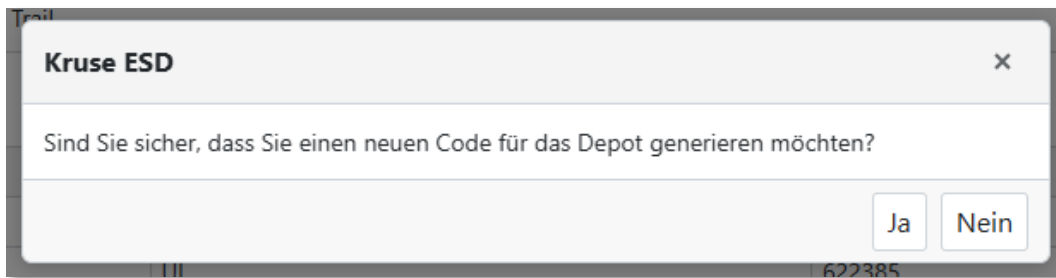 Trail
Kruse ESD
×
Sind Sie sicher, dass Sie einen neuen Code für das Depot generieren möchten?
Ja Nein
622385